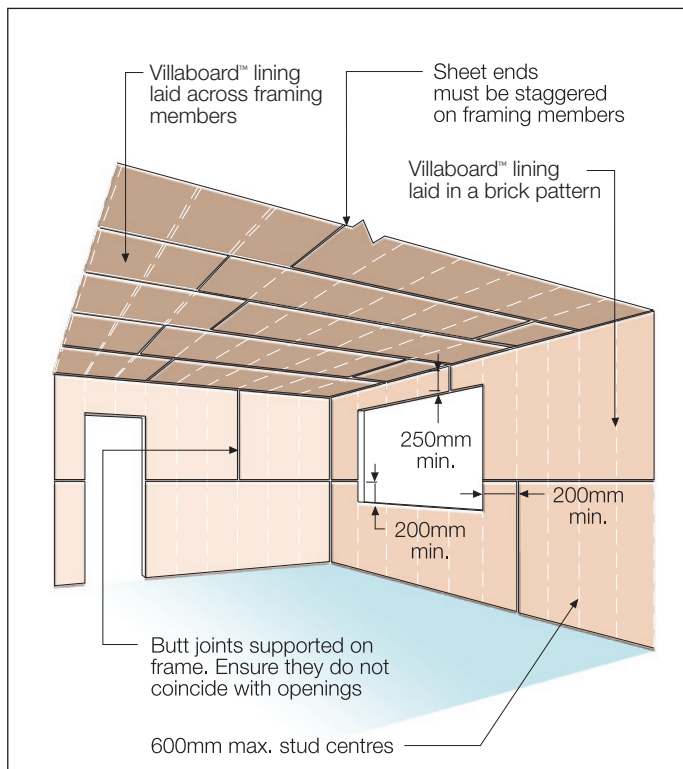 Villaboard™ lining
laid across framing
members
Sheet ends
must be staggered
on framing members
Villaboard™ lining
laid in a brick pattern
250mm
min.
200mm
min.
200mm
min.
Butt joints supported on
frame. Ensure they do not
coincide with openings
600mm max. stud centres